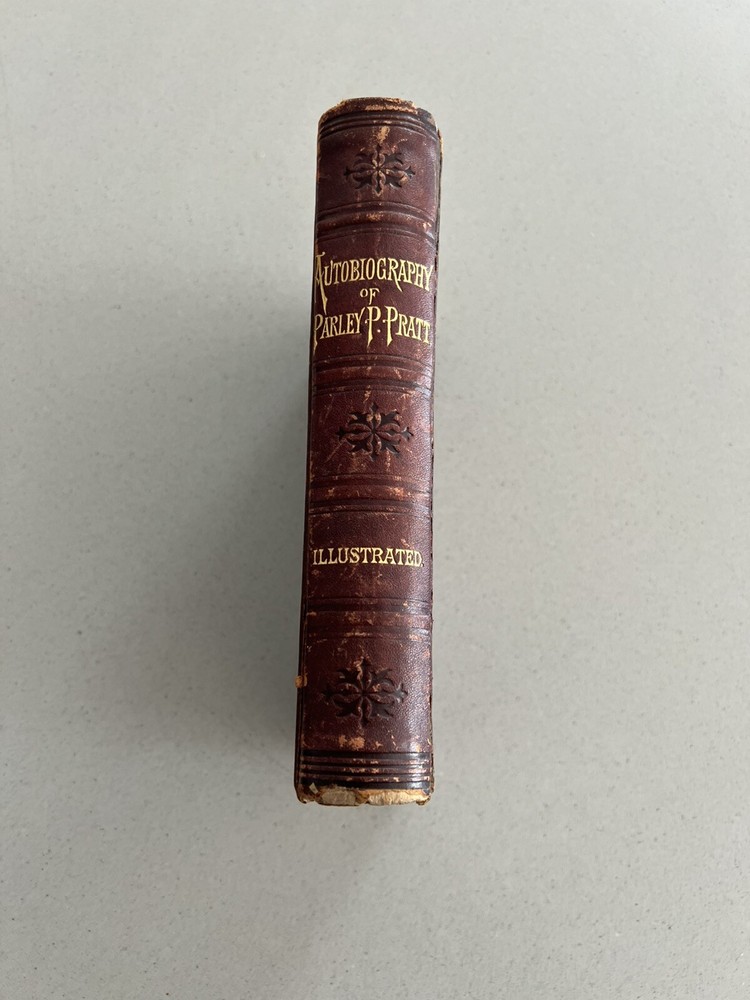 AUTOBIOGRAPHY
OF
PARLEY P. PRATT
ILLUSTRATED.